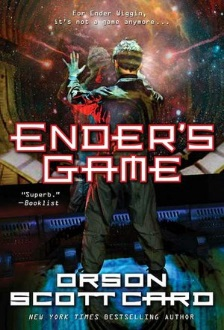 For Ender Wiggin,
it's not a game anymore...
ENDER'S
GAME
"Superb."
—Booklist
ORSON
SCOTT CARD
NEW YORK TIMES BESTSELLING AUTHOR